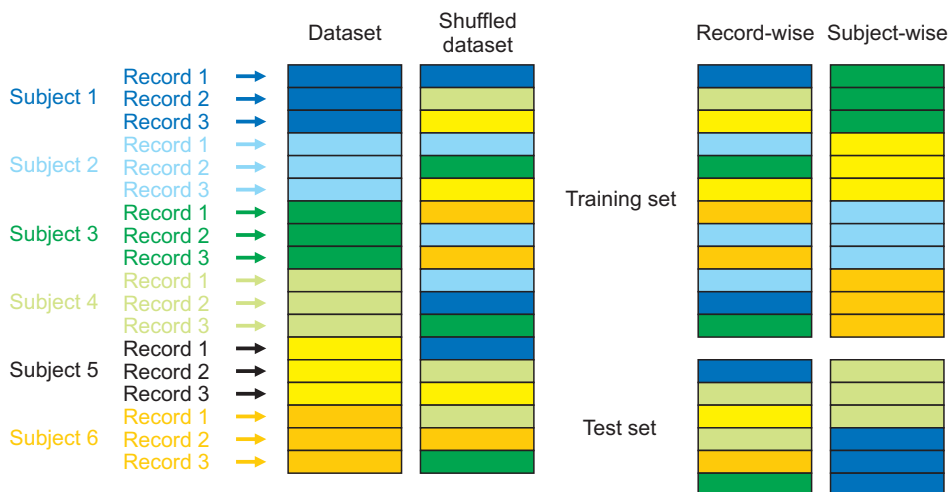 Dataset
Shuffled
dataset
Record-wise
Subject-wise
Subject 1
Record 1
Record 2
Record 3
Subject 2
Record 1
Record 2
Record 3
Subject 3
Record 1
Record 2
Record 3
Subject 4
Record 1
Record 2
Record 3
Subject 5
Record 1
Record 2
Record 3
Subject 6
Record 1
Record 2
Record 3
Training set
Test set